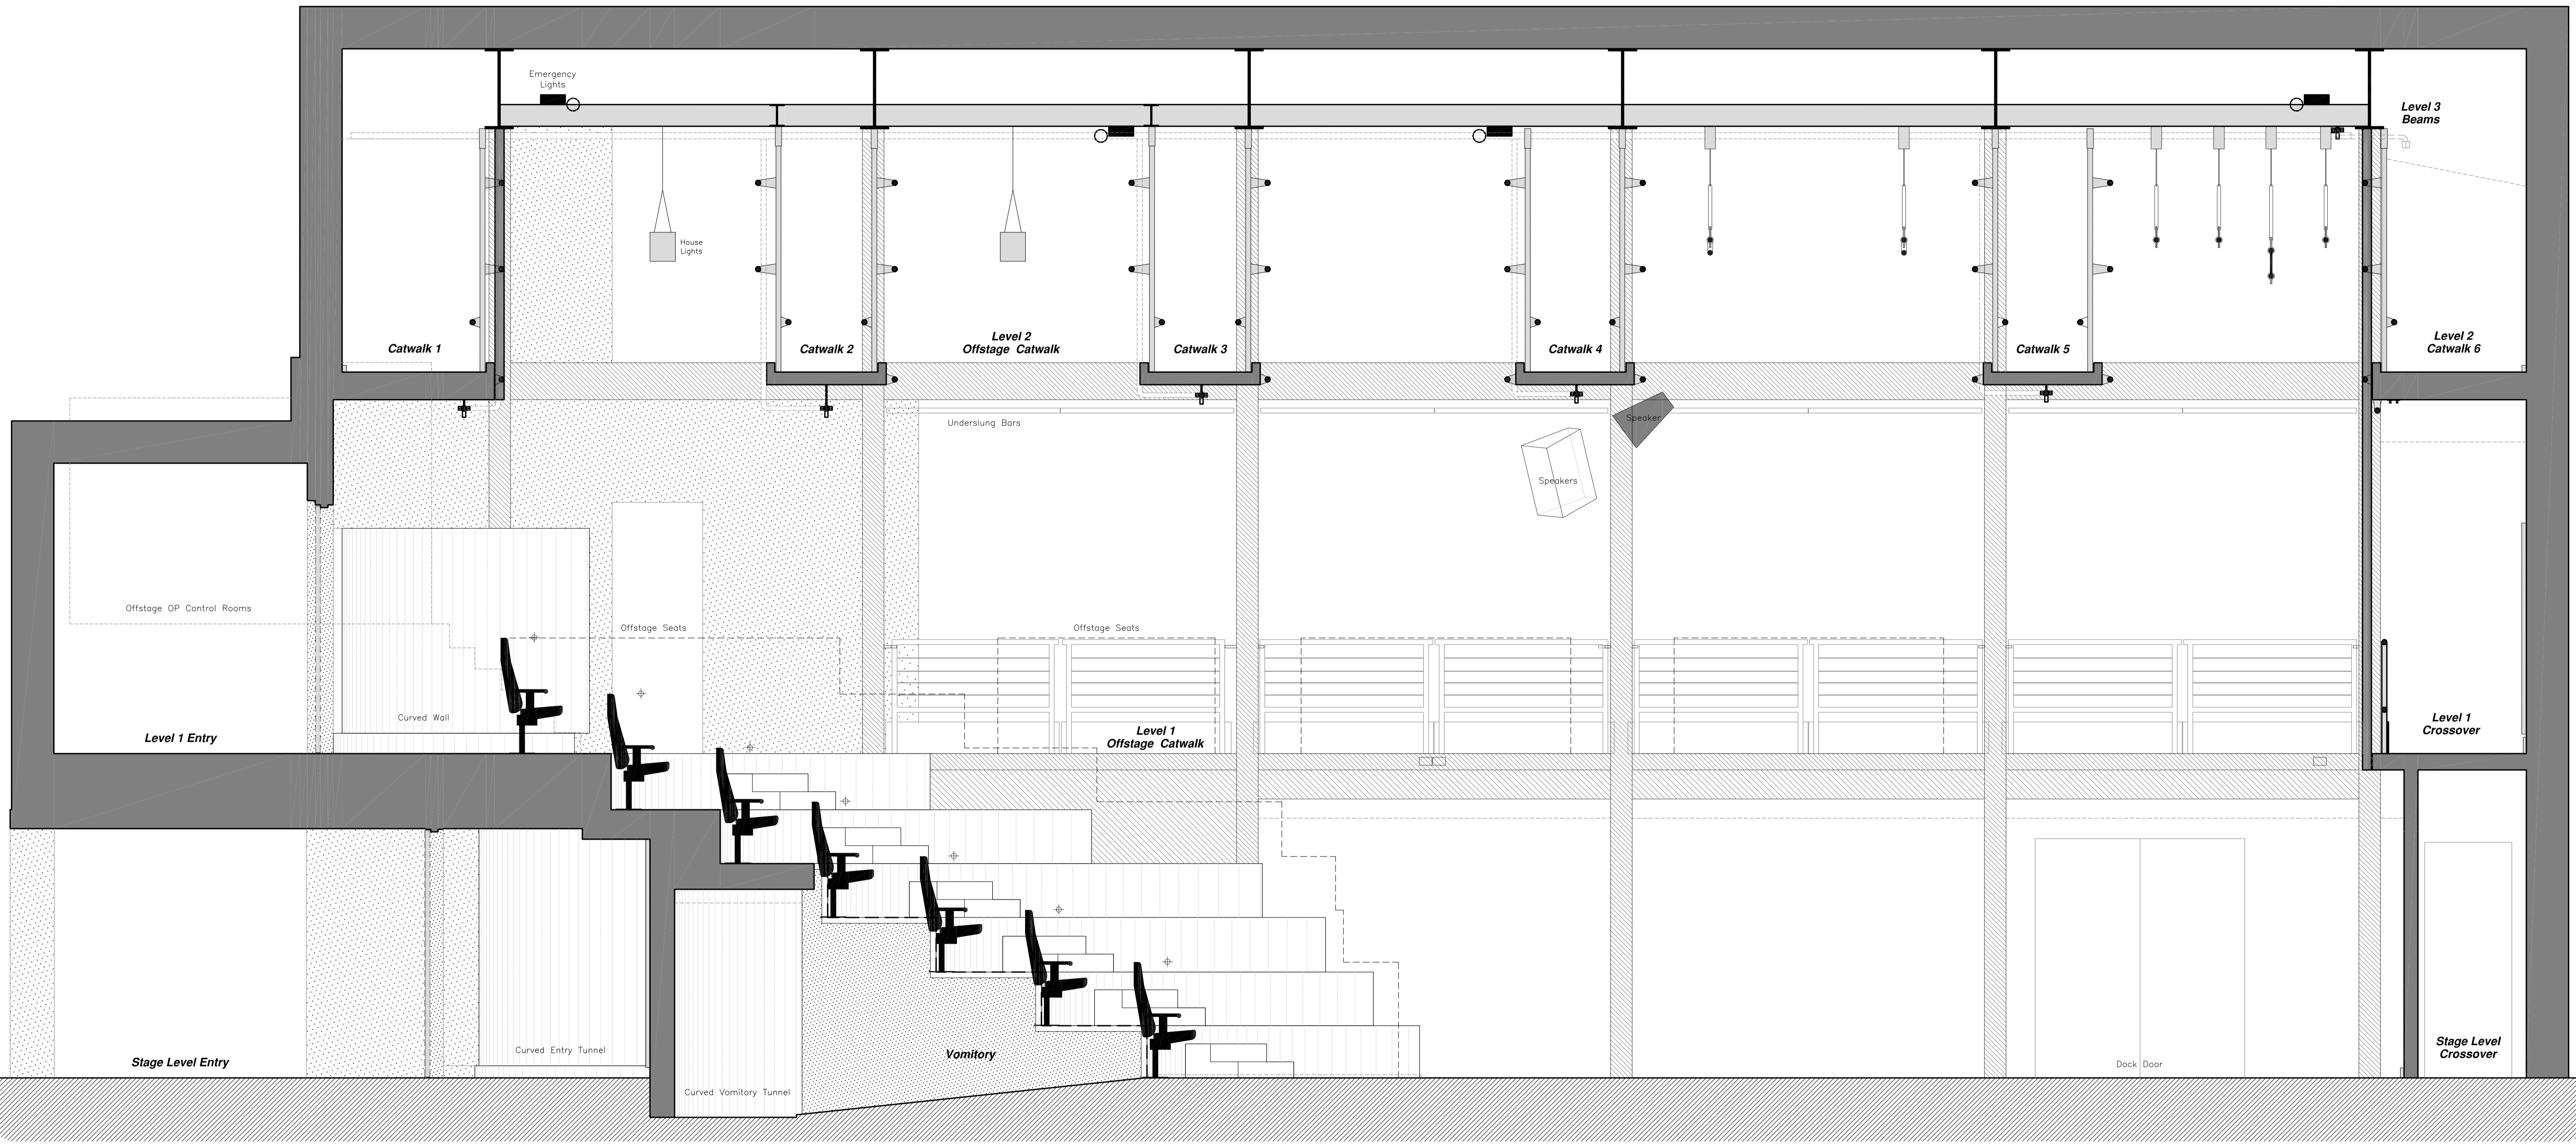 Emergency
Lights
Level 3
Beams
House
Lights
Catwalk 1
Catwalk 2
Level 2
Offstage Catwalk
Catwalk 3
Catwalk 4
Catwalk 5
Level 2
Catwalk 6
Underslung Bars
Speaker
Speakers
Offstage OP Control Rooms
Offstage Seats
Offstage Seats
Curved Wall
Level 1 Entry
Level 1
Offstage Catwalk
Level 1
Crossover
Curved Entry Tunnel
Stage Level Entry
Vomitory
Curved Vomitory Tunnel
Dock Door
Stage Level
Crossover